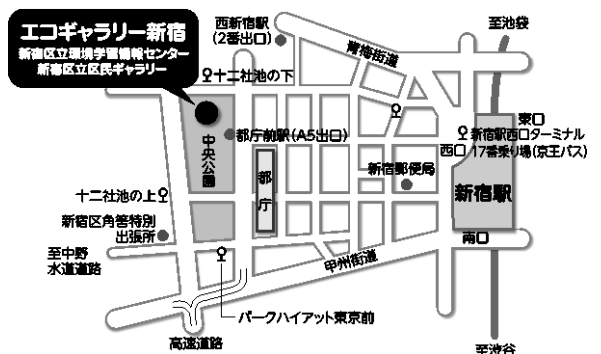 エコギャラリー新宿
新宿区立環境学習情報センター
新宿区立区民ギャラリー
西新宿駅
(2番出口)
青梅街道
至池袋
十二社池の下
中央公園
都庁前駅(A5出口)
都庁
東口
新宿駅西口ターミナル
17番乗り場(京王バス)
西口
新宿郵便局
新宿駅
十二社池の上
新宿区角筈特別
出張所
至中野
水道道路
南口
甲州街道
パークハイアット東京前
高速道路
至渋谷